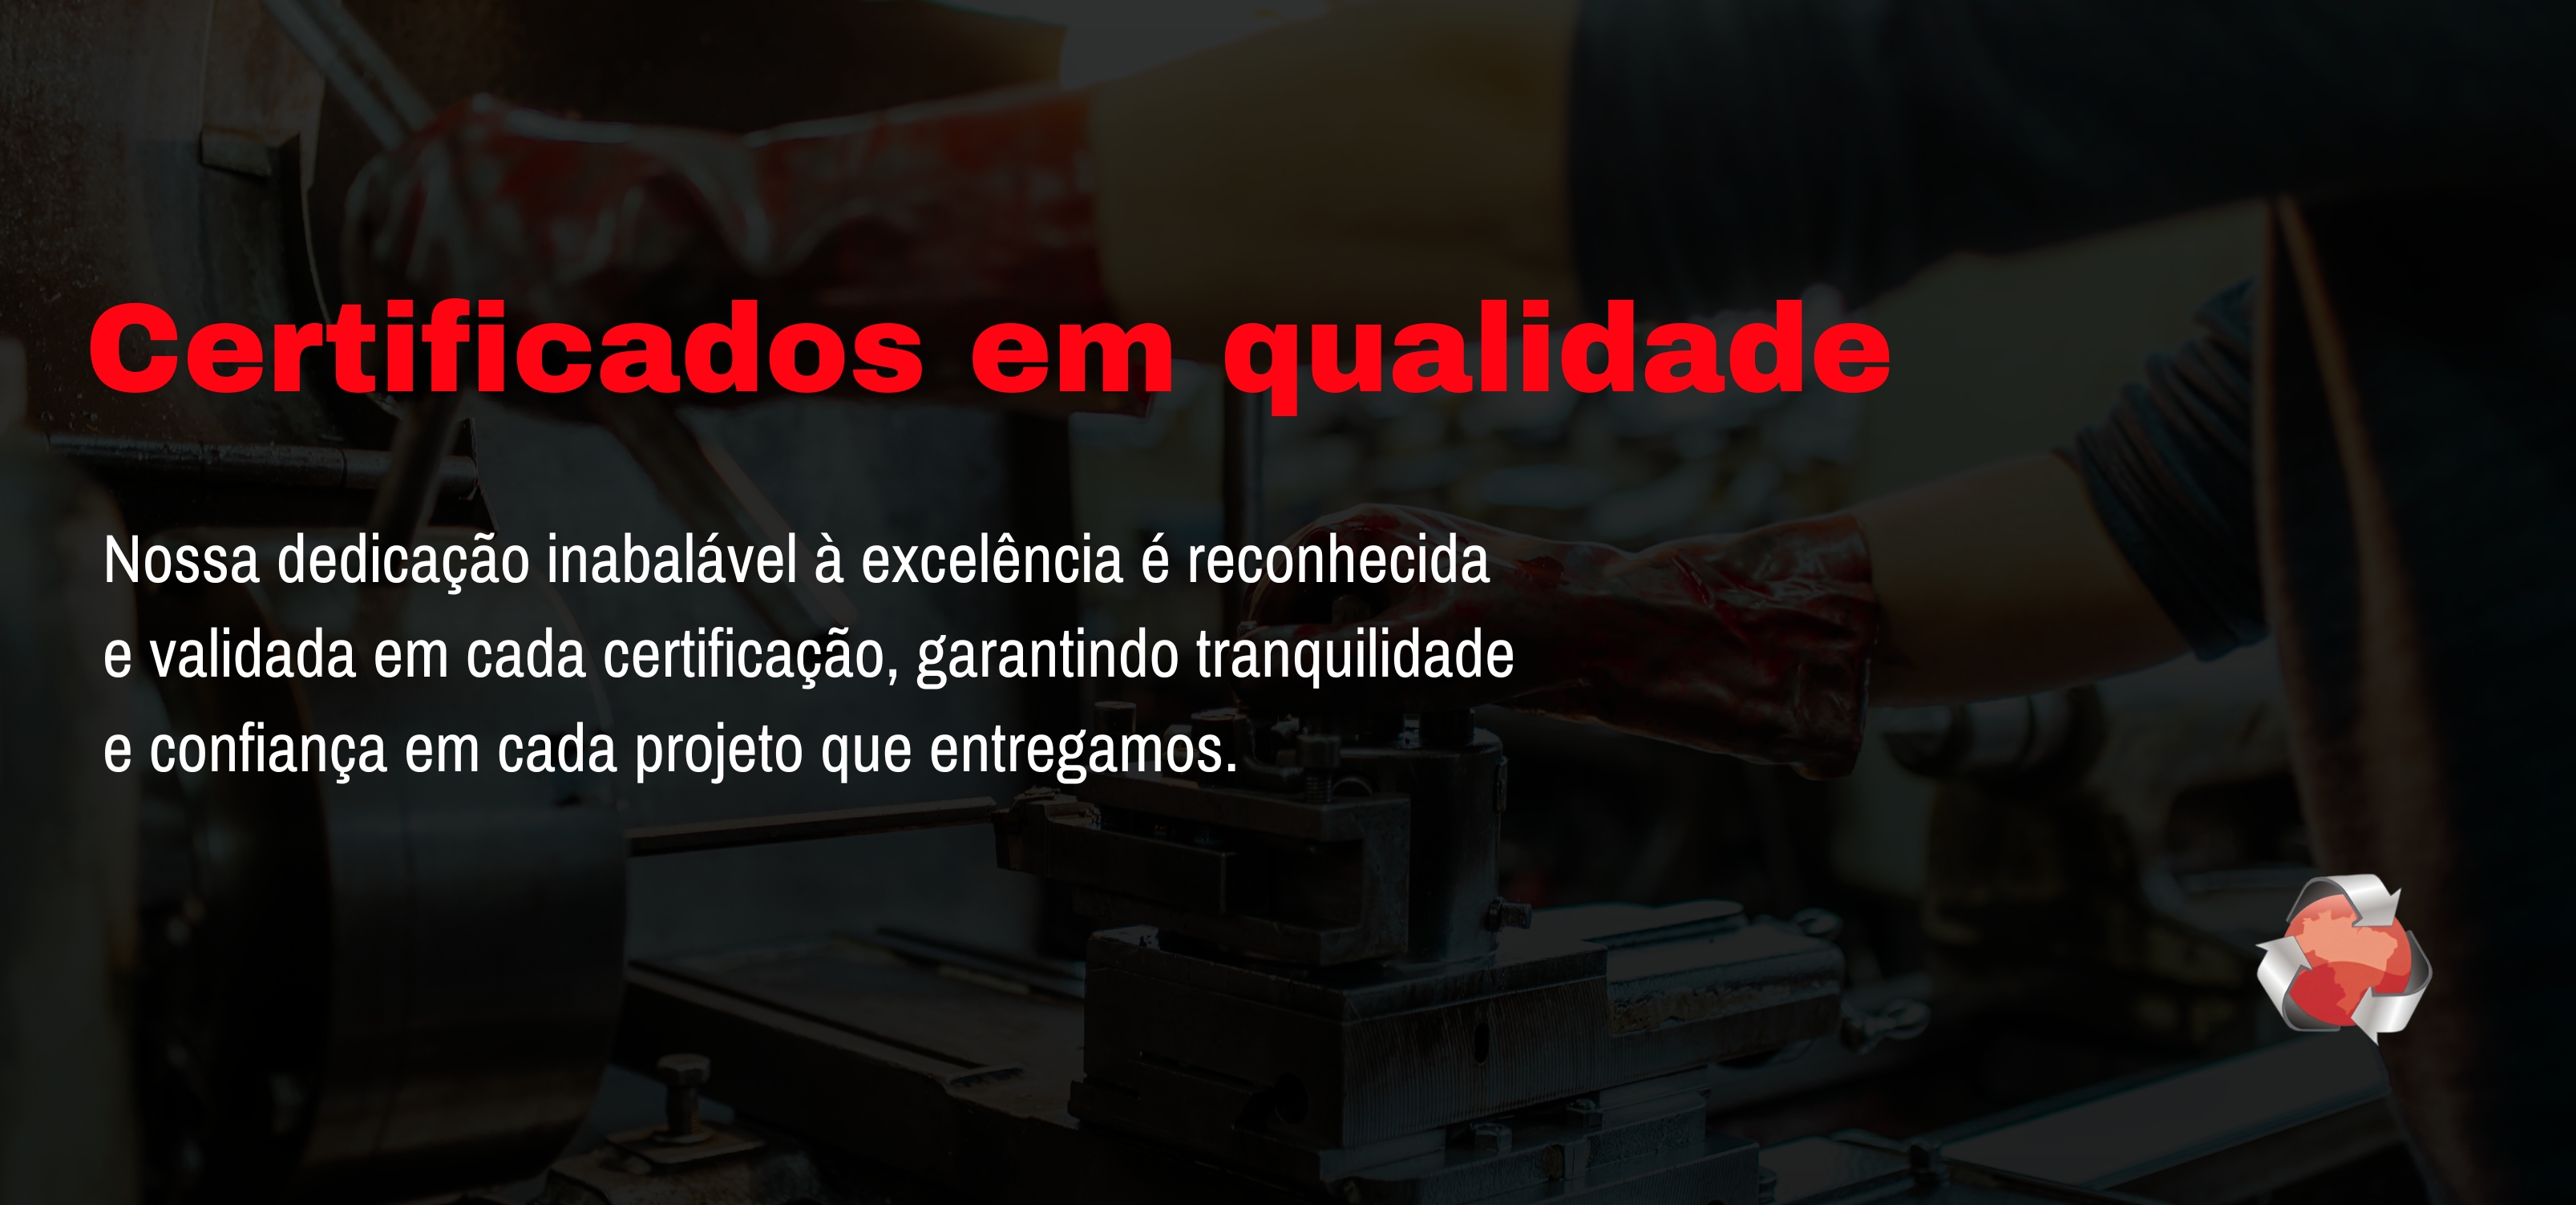 Certificados em qualidade
Nossa dedicação inabalável à excelência é reconhecida
e validada em cada certificação, garantindo tranquilidade
e confiança em cada projeto que entregamos.